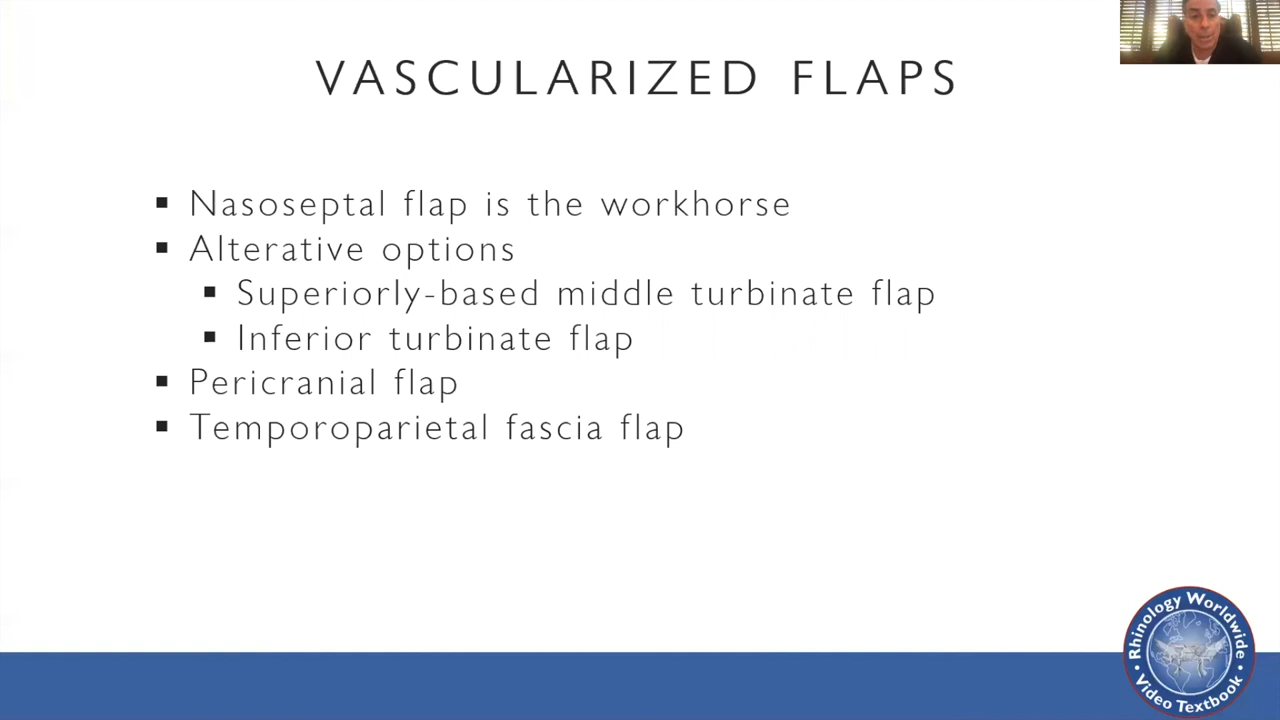 VASCULARIZED FLAPS
▪ Nasoseptal flap is the workhorse
▪ Alterative options
▪ Superiorly-based middle turbinate flap
▪ Inferior turbinate flap
▪ Pericranial flap
▪ Temporoparietal fascia flap
Rhinology Worldwide
• Video Textbook •